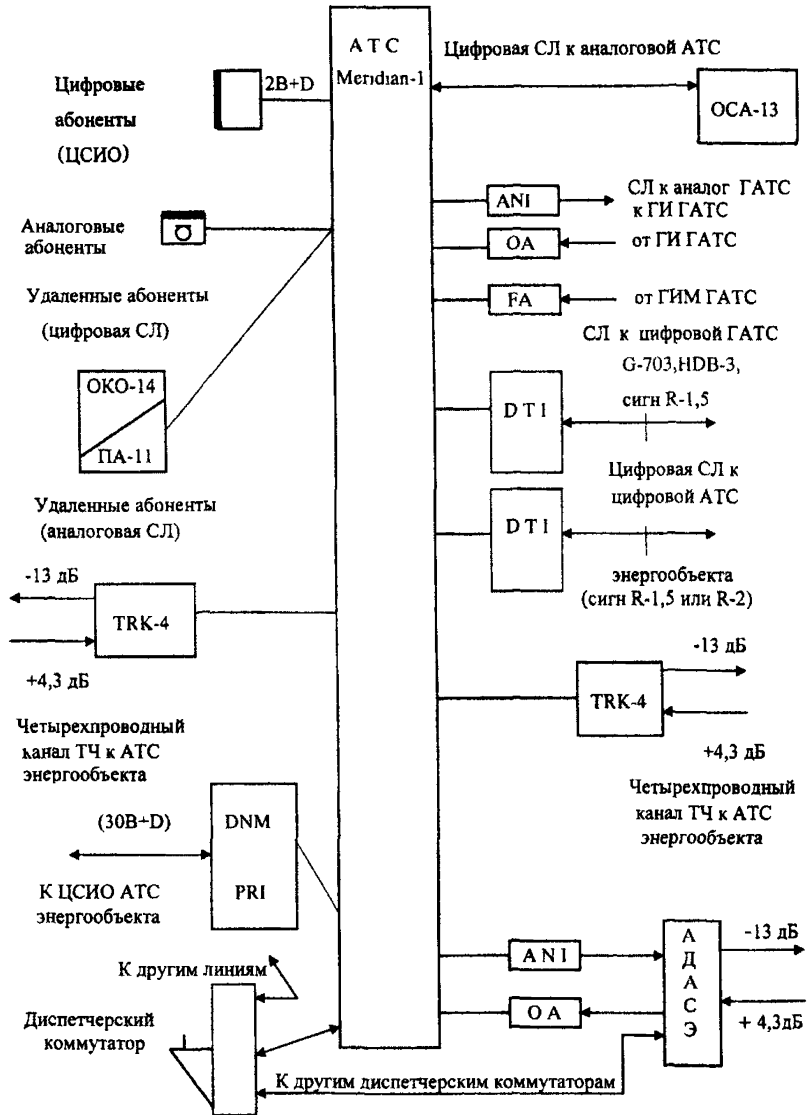 А Т С
Meridian-1
Цифровые
абоненты
(ЦСИО)
2B+D
Аналоговые
абоненты
Удаленные абоненты
(цифровая СЛ)
ОКО-14
ПА-11
Удаленные абоненты
(аналоговая СЛ)
-13 дБ
TRK-4
+4,3 дБ
Четырехпроводный
канал ТЧ к АТС
энергообъекта
(30B+D)
DNM
PRI
К ЦСИО АТС
энергообъекта
К другим линиям
Диспетчерский
коммутатор
К другим диспетчерским коммутаторам
Цифровая СЛ к аналоговой АТС
ОСА-13
ANI
СЛ к аналог ГАТС
к ГИ ГАТС
OA
от ГИ ГАТС
FA
от ГИМ ГАТС
СЛ к цифровой ГАТС
G-703,HDB-3,
сигн R-1,5
D T I
Цифровая СЛ к
цифровой АТС
D T I
энергообъекта
(сигн R-1,5 или R-2)
-13 дБ
TRK-4
+4,3 дБ
Четырехпроводный
канал ТЧ к АТС
энергообъекта
A N I
O A
А
Д
А
С
Э
-13 дБ
+ 4,3дБ